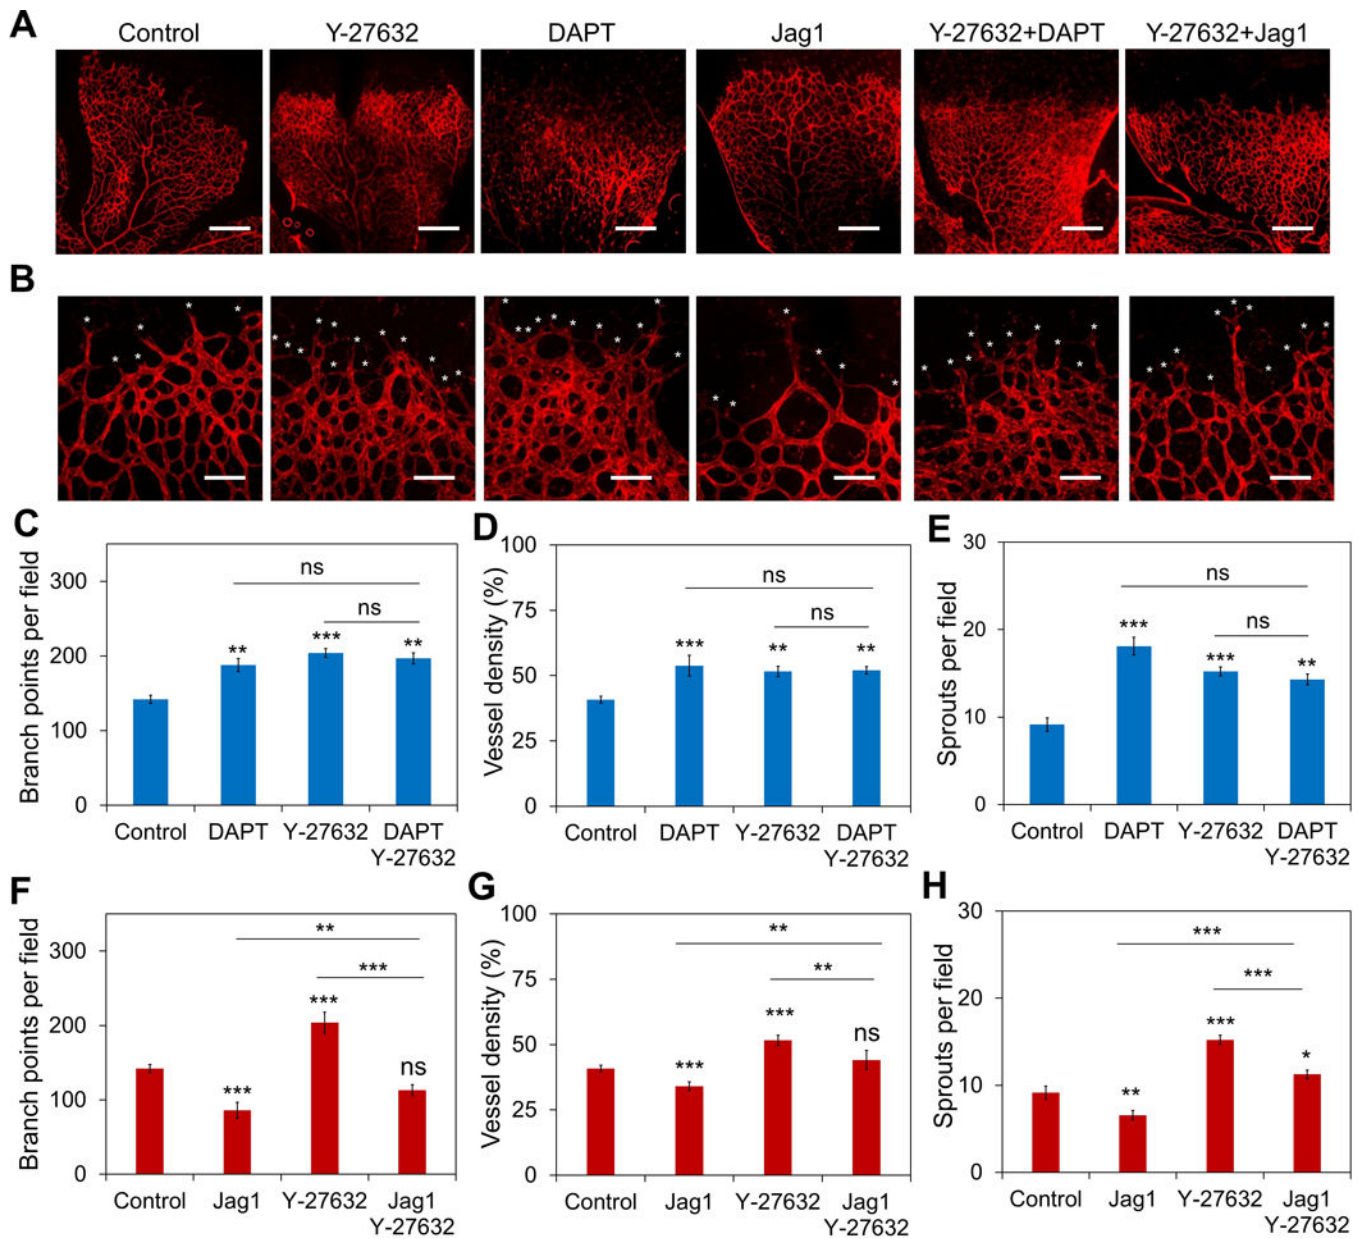 A
Control Y-27632 DAPT Jag1 Y-27632+DAPT Y-27632+Jag1
B
* * * * * *
* * * * * * * * * * * * * *
* * * * * * * * * * *
* * * * * *
* * * * * * * * * * *
* * * * * * * * * *
C
Branch points per field
300
200
100
0
ns
ns
** *** **
Control DAPT Y-27632 DAPT
Y-27632
D
Vessel density (%)
100
75
50
25
0
ns
ns
*** ** **
Control DAPT Y-27632 DAPT
Y-27632
E
Sprouts per field
30
20
10
0
ns
ns
*** *** **
Control DAPT Y-27632 DAPT
Y-27632
F
Branch points per field
300
200
100
0
**
***
*** *** ns
Control Jag1 Y-27632 Jag1
Y-27632
G
Vessel density (%)
100
75
50
25
0
**
**
*** *** ns
Control Jag1 Y-27632 Jag1
Y-27632
H
Sprouts per field
30
20
10
0
***
***
** *** *
Control Jag1 Y-27632 Jag1
Y-27632